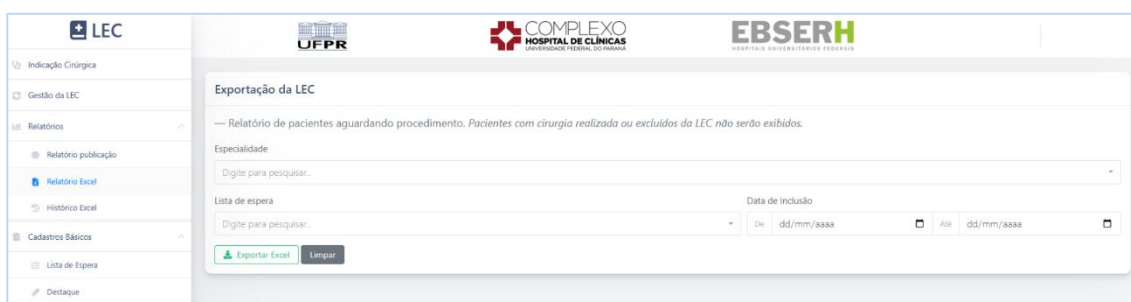 LEC
UFPR
COMPLEXO
HOSPITAL DE CLÍNICAS
UNIVERSIDADE FEDERAL DO PARANÁ
EBSERH
HOSPITAIS UNIVERSITÁRIOS FEDERAIS
Indicação Cirúrgica
Gestão da LEC
Relatórios
Relatório publicação
Relatório Excel
Histórico Excel
Cadastros Básicos
Lista de Espera
Destaque
Exportação da LEC
— Relatório de pacientes aguardando procedimento. Pacientes com cirurgia realizada ou excluídos da LEC não serão exibidos.
Especialidade
Digite para pesquisar...
Lista de espera
Data de Inclusão
Digite para pesquisar...
De dd/mm/aaaa
Até dd/mm/aaaa
Exportar Excel
Limpar